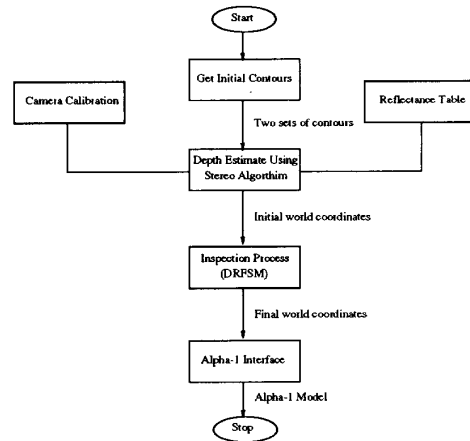 Start
Get Initial Contours
Camera Calibration
Reflectance Table
Two sets of contours
Depth Estimate Using
Stereo Algorthim
Initial world coordinates
Inspection Process
(DRFSM)
Final world coordinates
Alpha-1 Interface
Alpha-1 Model
Stop